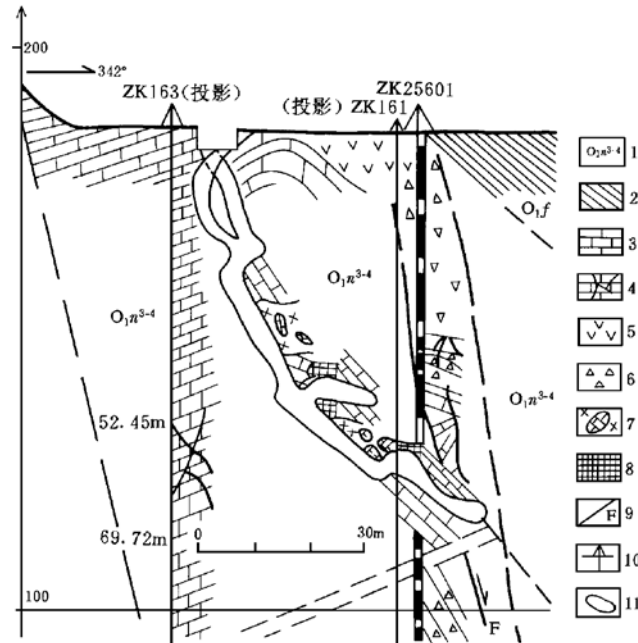 200
342°
ZK163(投影)
(投影)
ZK161
ZK25601
O₁f
O₁n³⁻⁴
O₁n³⁻⁴
O₁n³⁻⁴
52.45m
69.72m
0 30m
100
F
O₁n³⁻⁴ 1
2
3
4
5
6
7
8
F 9
10
11